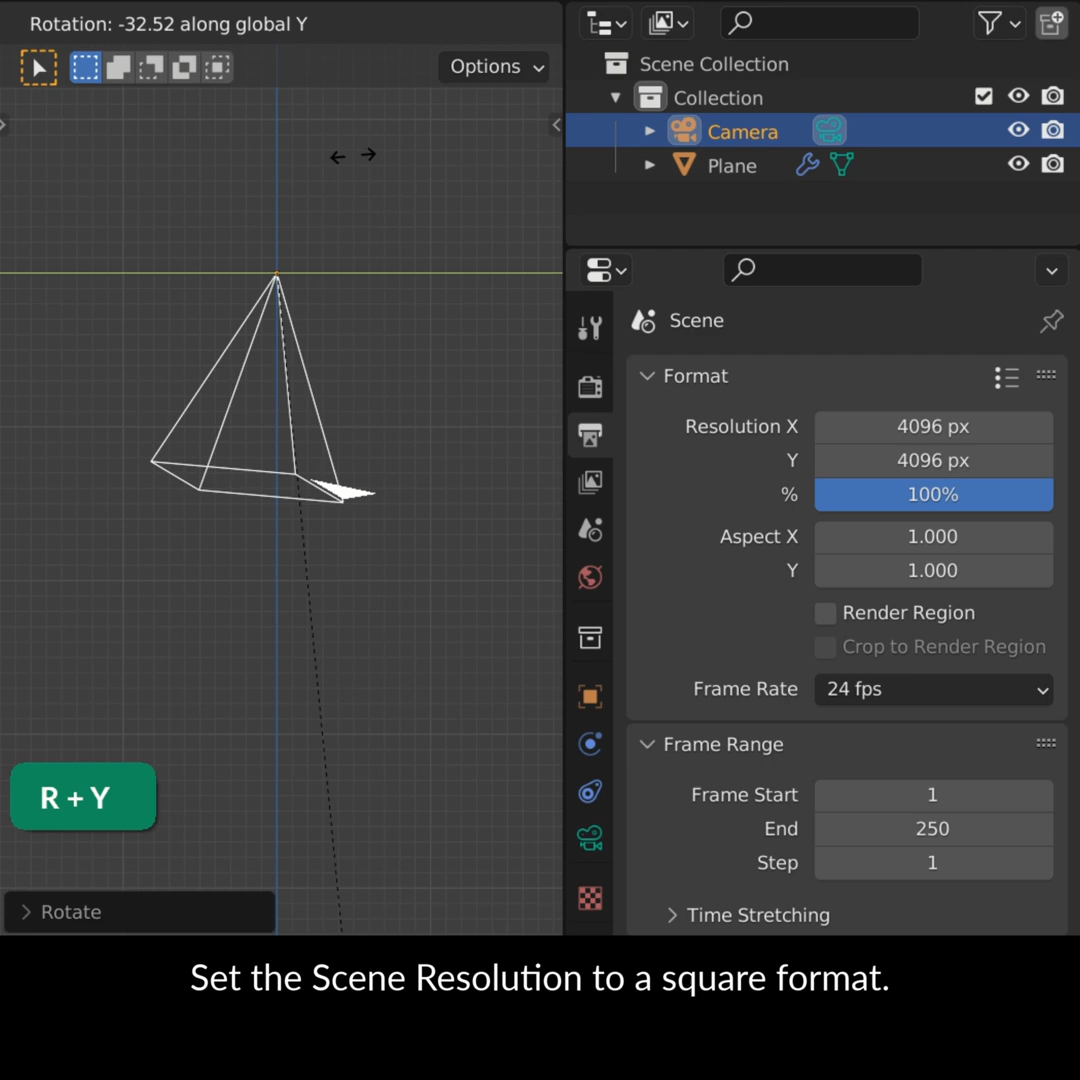 Rotation: -32.52 along global Y
Options
Scene Collection
Collection
Camera
Plane
Scene
Format
Resolution X 4096 px
Y 4096 px
% 100%
Aspect X 1.000
Y 1.000
Render Region
Crop to Render Region
Frame Rate 24 fps
Frame Range
Frame Start 1
End 250
Step 1
Time Stretching
R + Y
Rotate
Set the Scene Resolution to a square format.